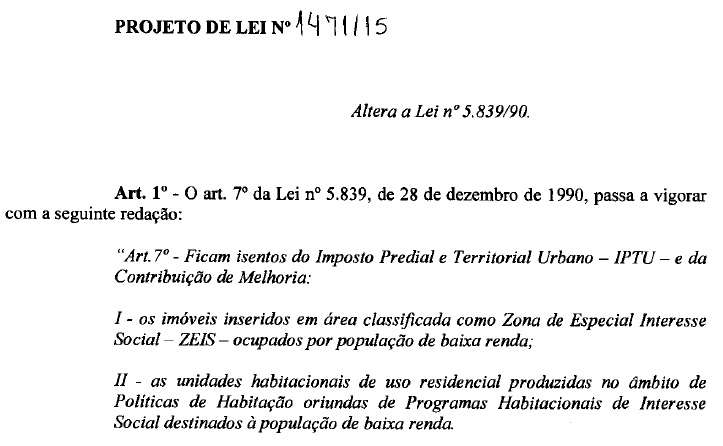 PROJETO DE LEI Nº 1471/15
Altera a Lei nº 5.839/90.
Art. 1º - O art. 7º da Lei nº 5.839, de 28 de dezembro de 1990, passa a vigorar
com a seguinte redação:
"Art. 7º - Ficam isentos do Imposto Predial e Territorial Urbano – IPTU – e da
Contribuição de Melhoria:
I - os imóveis inseridos em área classificada como Zona de Especial Interesse
Social – ZEIS – ocupados por população de baixa renda;
II - as unidades habitacionais de uso residencial produzidas no âmbito de
Políticas de Habitação oriundas de Programas Habitacionais de Interesse
Social destinados à população de baixa renda.